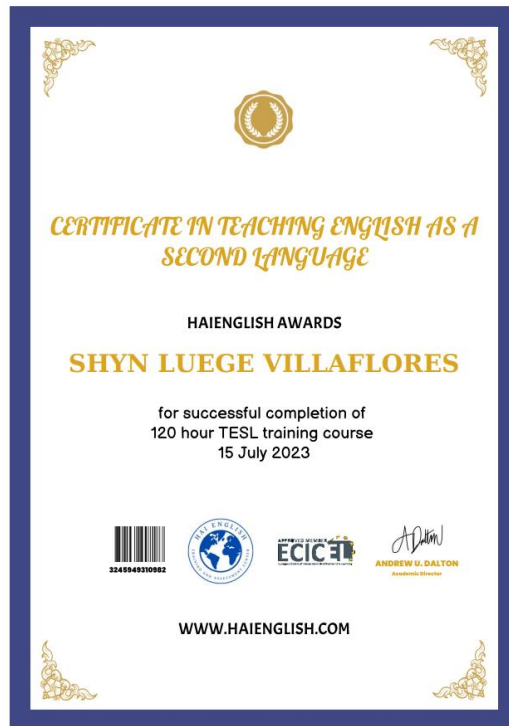 CERTIFICATE IN TEACHING ENGLISH AS A
SECOND LANGUAGE
HAIENGLISH AWARDS
SHYN LUEGE VILLAFLORES
for successful completion of
120 hour TESL training course
15 July 2023
3245949310982
HAI ENGLISH
APPROVED MEMBER
ECICEL
ADalton
ANDREW U. DALTON
Academic Director
WWW.HAIENGLISH.COM